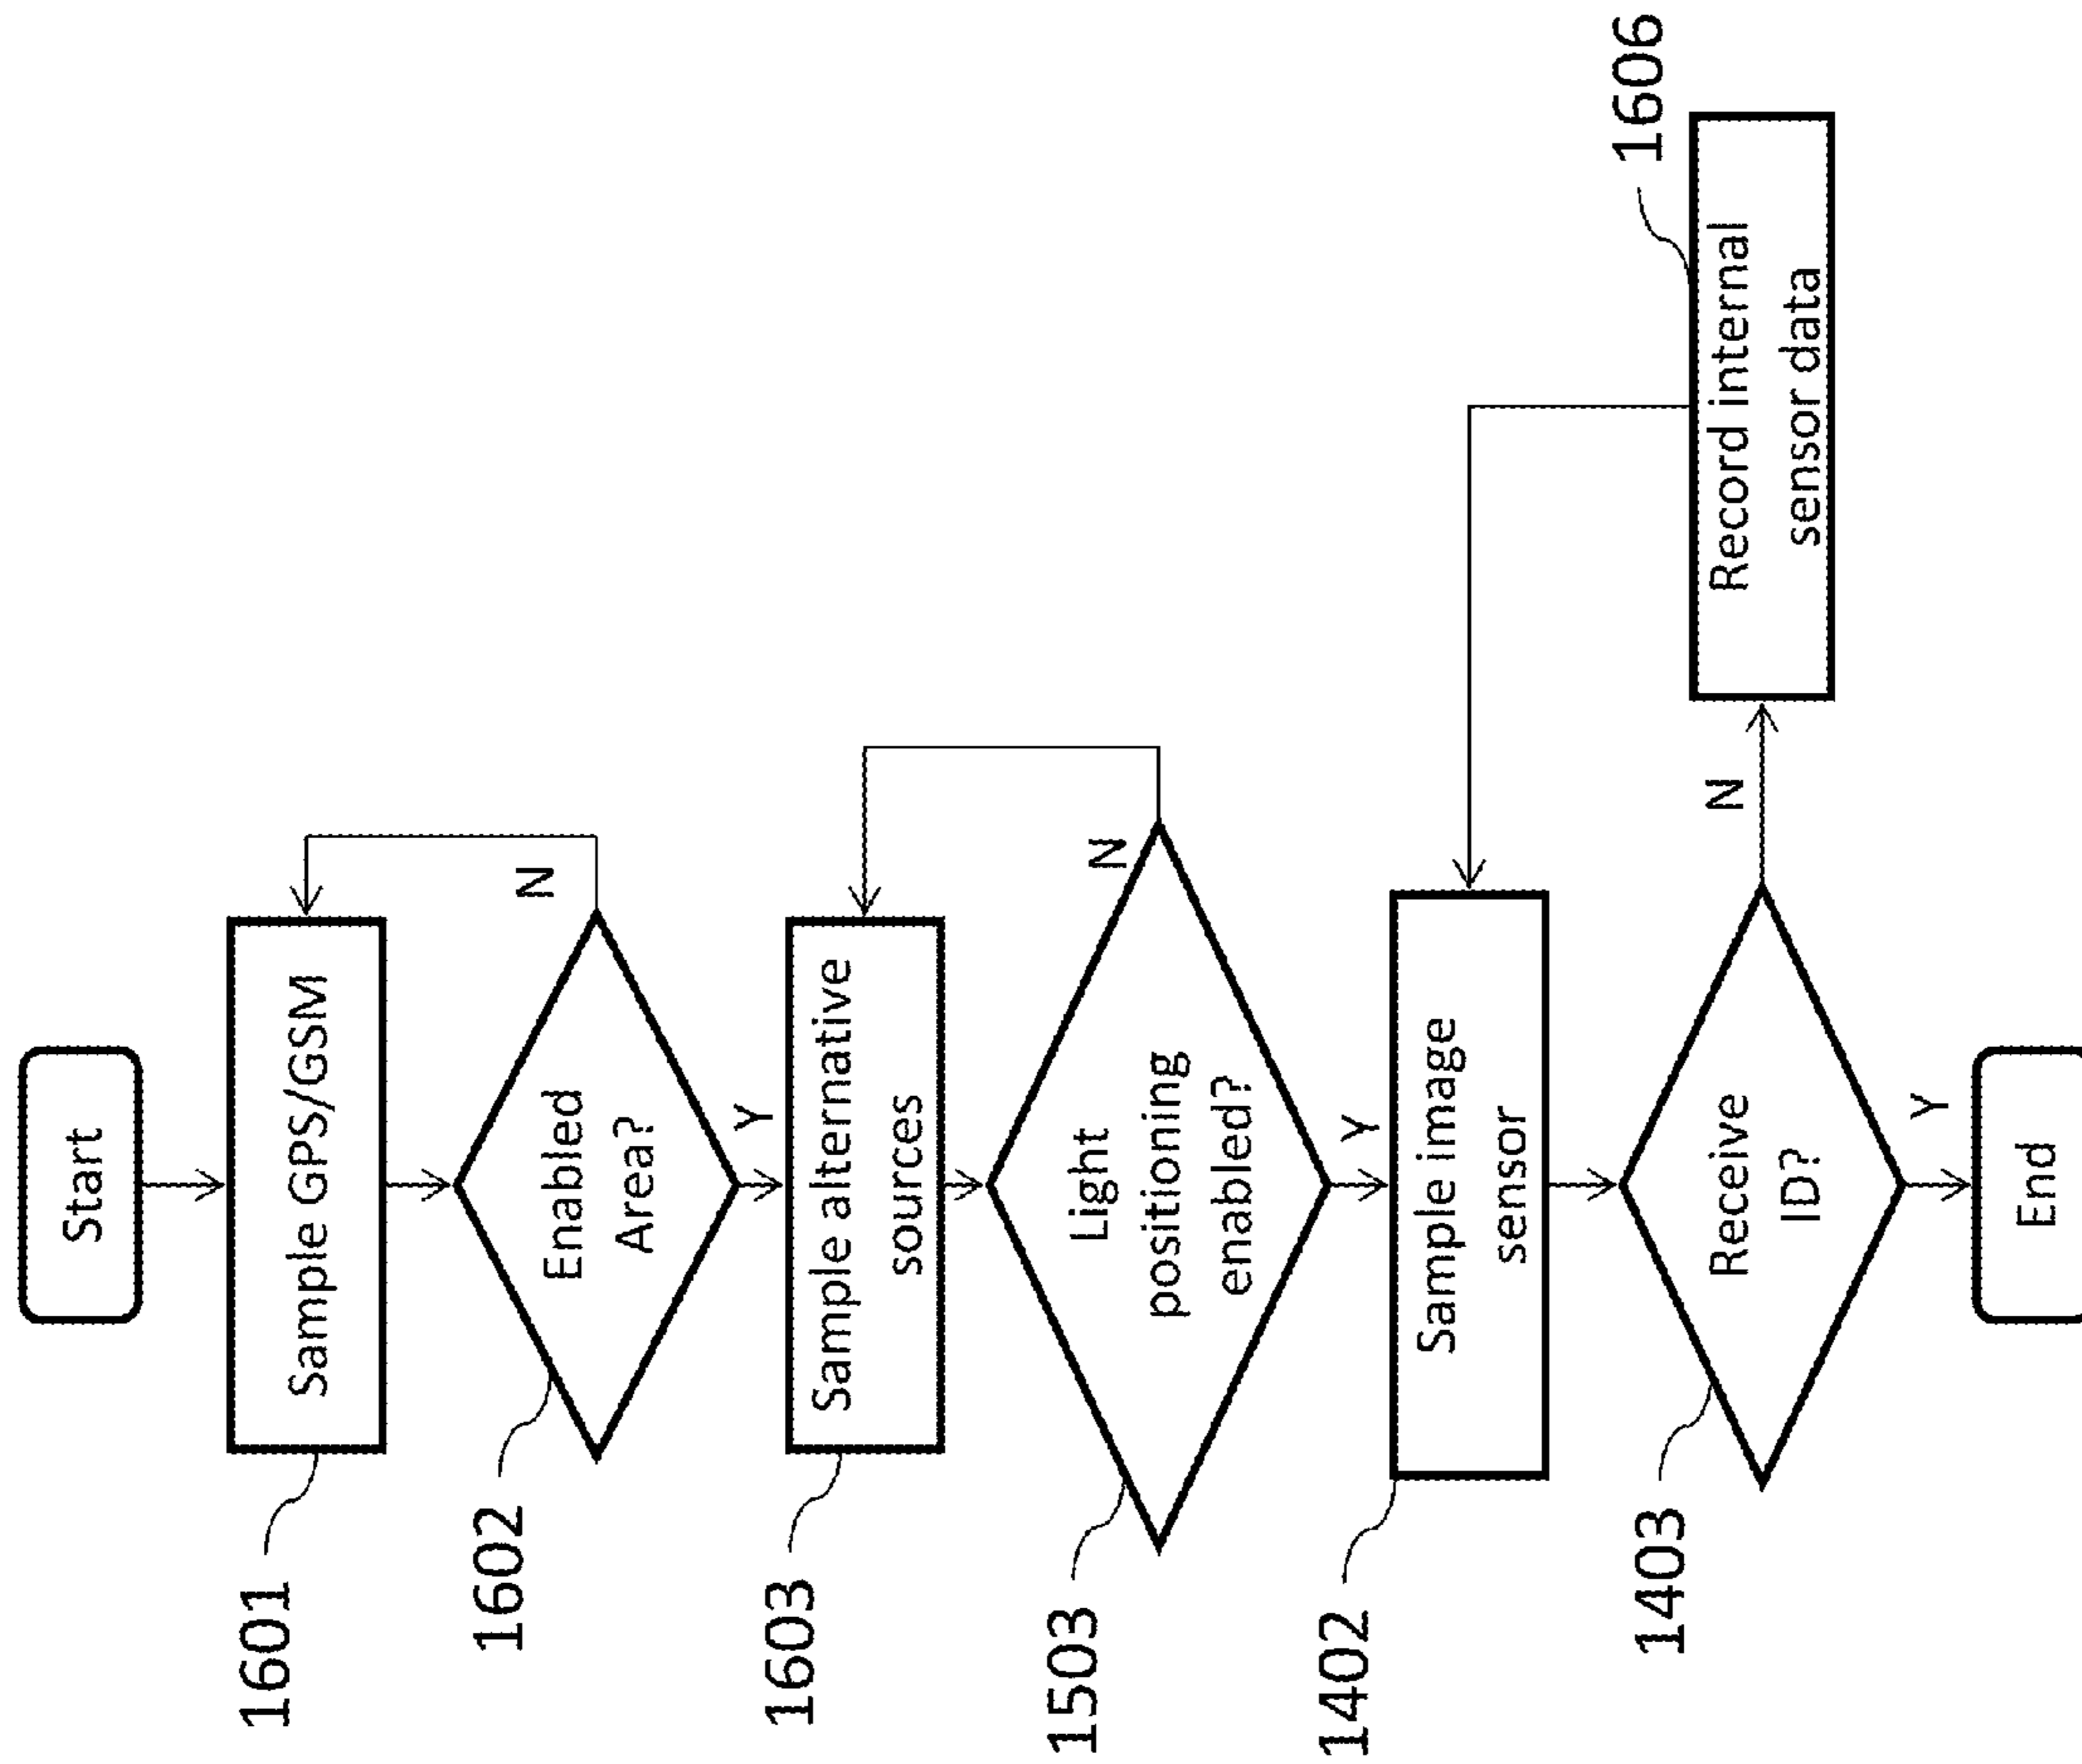 Start
1601
Sample GPS/GSM
N
1602
Enabled
Area?
Y
1603
Sample alternative
sources
N
1503
Light
positioning
enabled?
Y
1402
Sample image
sensor
1403
Receive
ID?
N
1606
Record internal
sensor data
Y
End